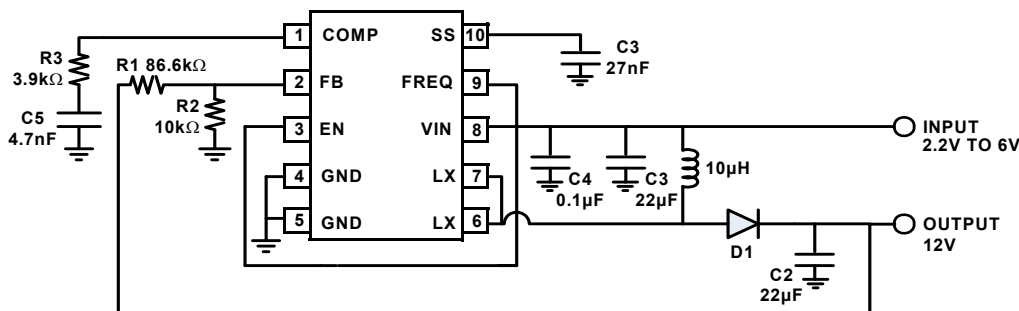 1 COMP SS 10
R3
3.9kΩ
R1 86.6kΩ
C3
27nF
2 FB FREQ 9
R2
10kΩ
C5
4.7nF
3 EN VIN 8
INPUT
2.2V TO 6V
10µH
4 GND LX 7
C4
0.1µF
C3
22µF
5 GND LX 6
D1
OUTPUT
12V
C2
22µF